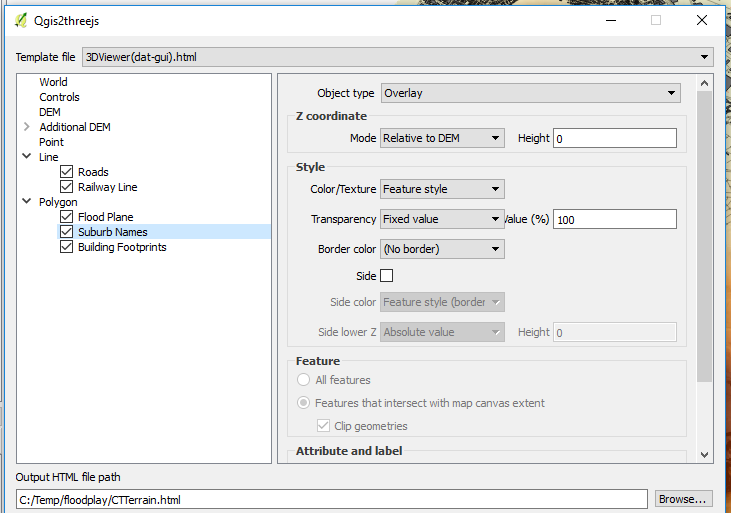 Qgis2threejs
Template file 3DViewer(dat-gui).html
World
Controls
DEM
Additional DEM
Point
Line
Roads
Railway Line
Polygon
Flood Plane
Suburb Names
Building Footprints
Object type Overlay
Z coordinate
Mode Relative to DEM Height 0
Style
Color/Texture Feature style
Transparency Fixed value Value (%) 100
Border color (No border)
Side
Side color Feature style (border
Side lower Z Absolute value Height 0
Feature
All features
Features that intersect with map canvas extent
Clip geometries
Attribute and label
Output HTML file path
C:/Temp/floodplay/CTTerrain.html Browse...